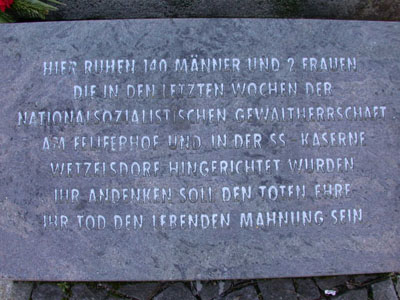 HIER RUHEN 140 MÄNNER UND 2 FRAUEN
DIE IN DEN LETZTEN WOCHEN DER
NATIONALSOZIALISTISCHEN GEWALTHERRSCHAFT
AM FELIFERHOF UND IN DER SS-KASERNE
WETZELSDORF HINGERICHTET WURDEN
IHR ANDENKEN SOLL DEN TOTEN EHRE
IHR TOD DEN LEBENDEN MAHNUNG SEIN